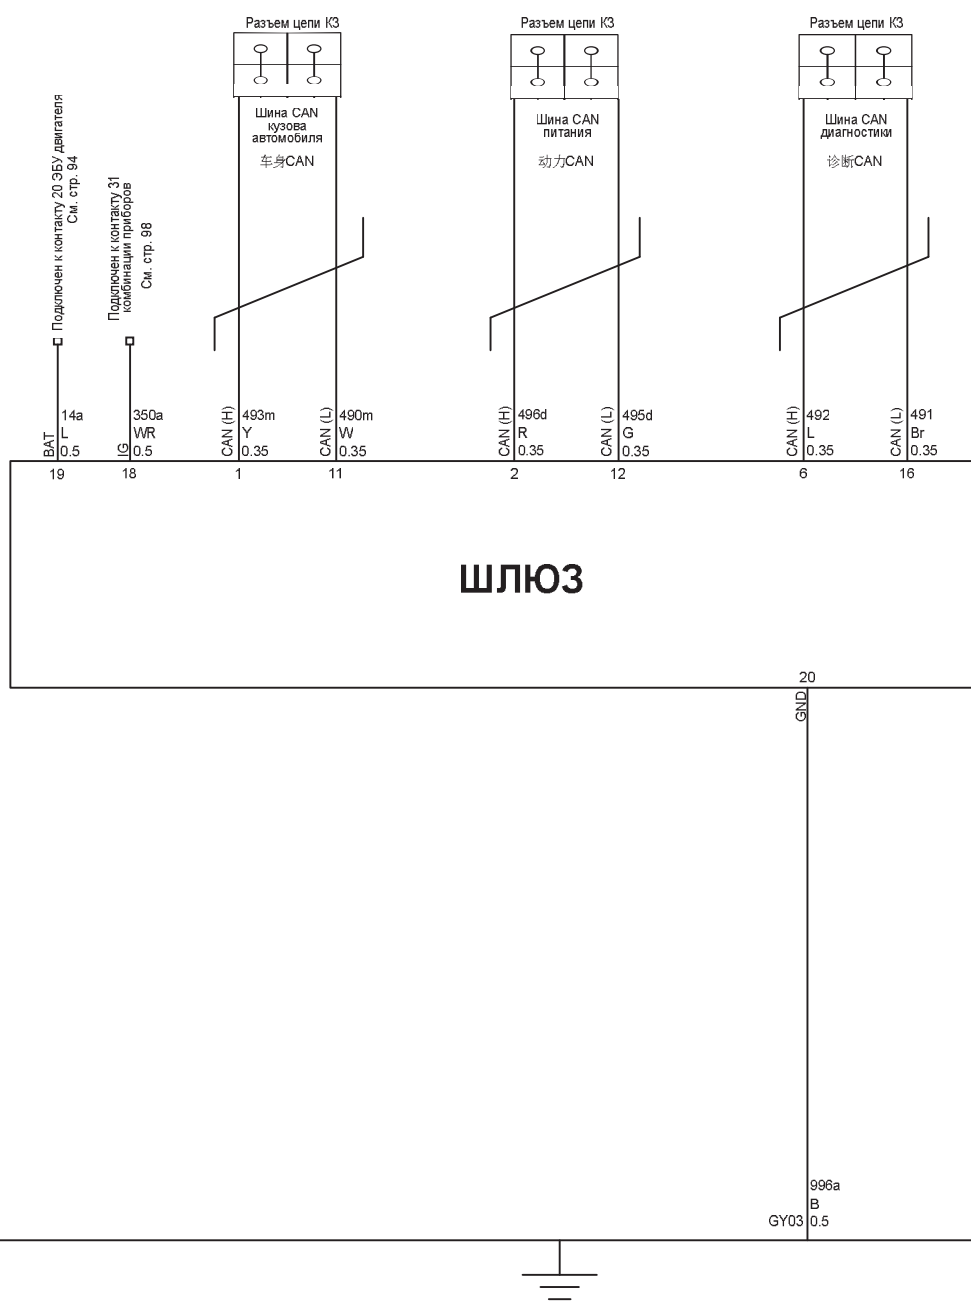 Разъем цепи КЗ
Разъем цепи КЗ
Разъем цепи КЗ
Шина CAN
кузова
автомобиля
车身CAN
Шина CAN
питания
动力CAN
Шина CAN
диагностики
诊断CAN
Подключен к контакту 20 ЭБУ двигателя
См. стр. 94
Подключен к контакту 31
комбинации приборов
См. стр. 98
BAT
14a
L
0.5
IG
350a
WR
0.5
CAN (H)
493m
Y
0.35
CAN (L)
490m
W
0.35
CAN (H)
496d
R
0.35
CAN (L)
495d
G
0.35
CAN (H)
492
L
0.35
CAN (L)
491
Br
0.35
19
18
1
11
2
12
6
16
ШЛЮЗ
20
GND
996a
B
GY03 0.5